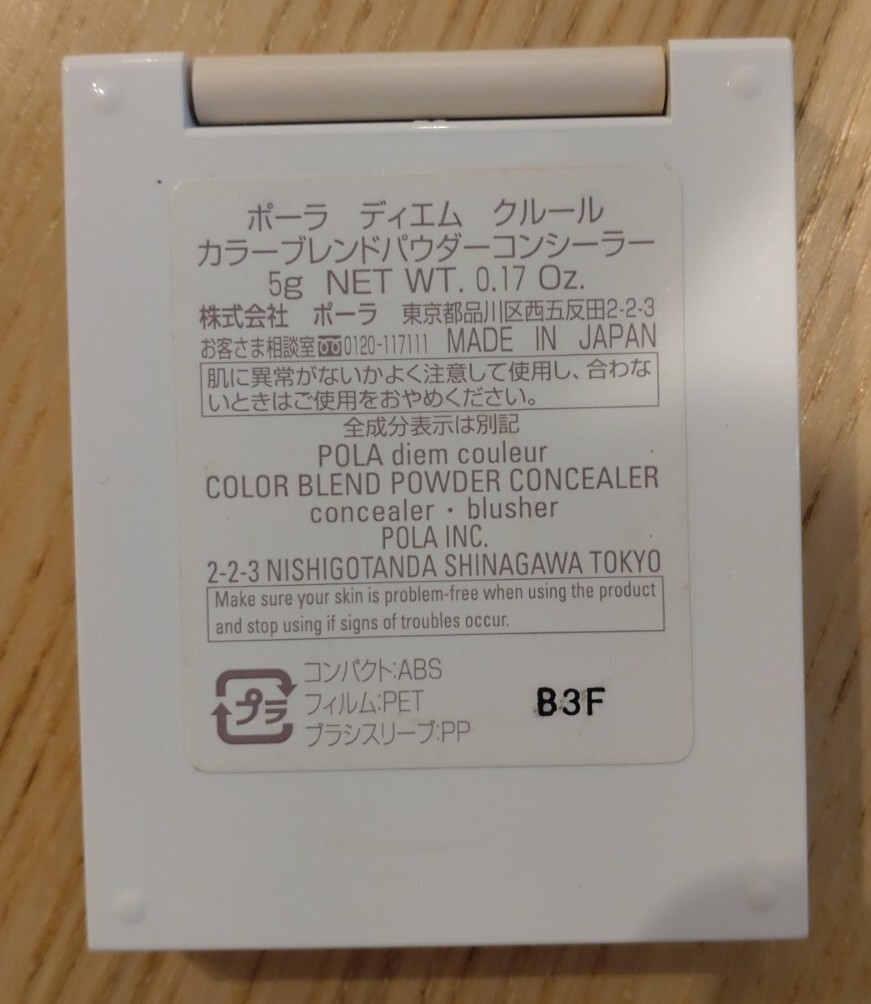 ポーラ ディエム クルール
カラーブレンドパウダーコンシーラー
5g NET WT. 0.17 Oz.
株式会社 ポーラ 東京都品川区西五反田2-2-3
お客さま相談室 0120-117111 MADE IN JAPAN
肌に異常がないかよく注意して使用し、合わな
いときはご使用をおやめください。
全成分表示は別記
POLA diem couleur
COLOR BLEND POWDER CONCEALER
concealer・blusher
POLA INC.
2-2-3 NISHIGOTANDA SHINAGAWA TOKYO
Make sure your skin is problem-free when using the product
and stop using if signs of troubles occur.
プラ
コンパクト:ABS
フィルム:PET
ブラシスリーブ:PP
B3F